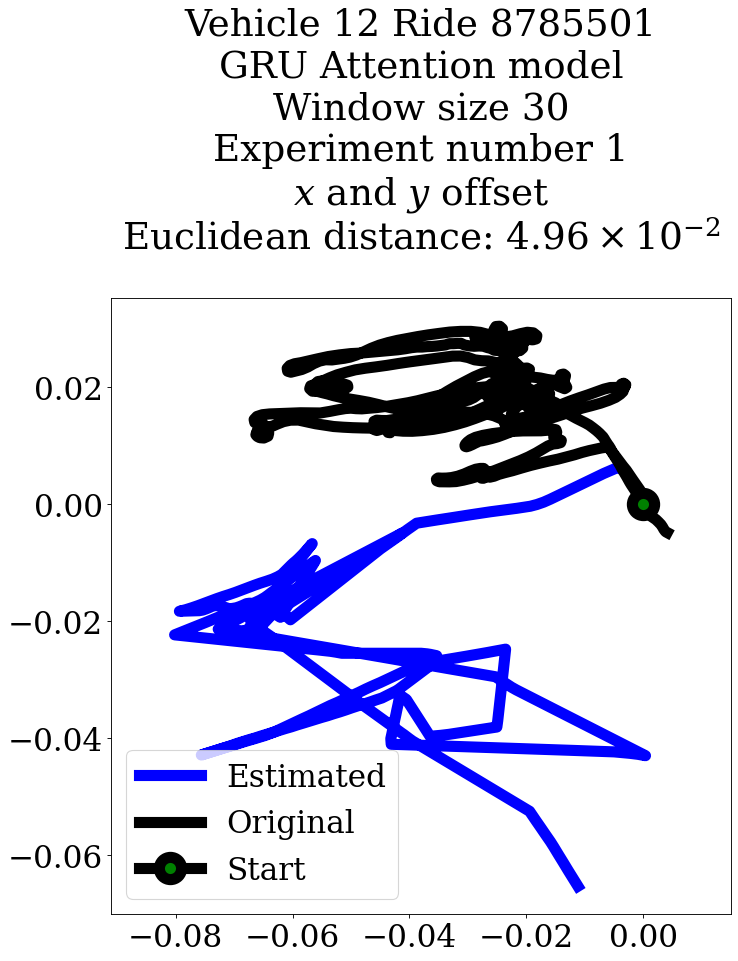 Vehicle 12 Ride 8785501
GRU Attention model
Window size 30
Experiment number 1
x and y offset
Euclidean distance: 4.96 × 10⁻²
0.02
0.00
−0.02
−0.04
−0.06
Estimated
Original
Start
−0.08 −0.06 −0.04 −0.02 0.00